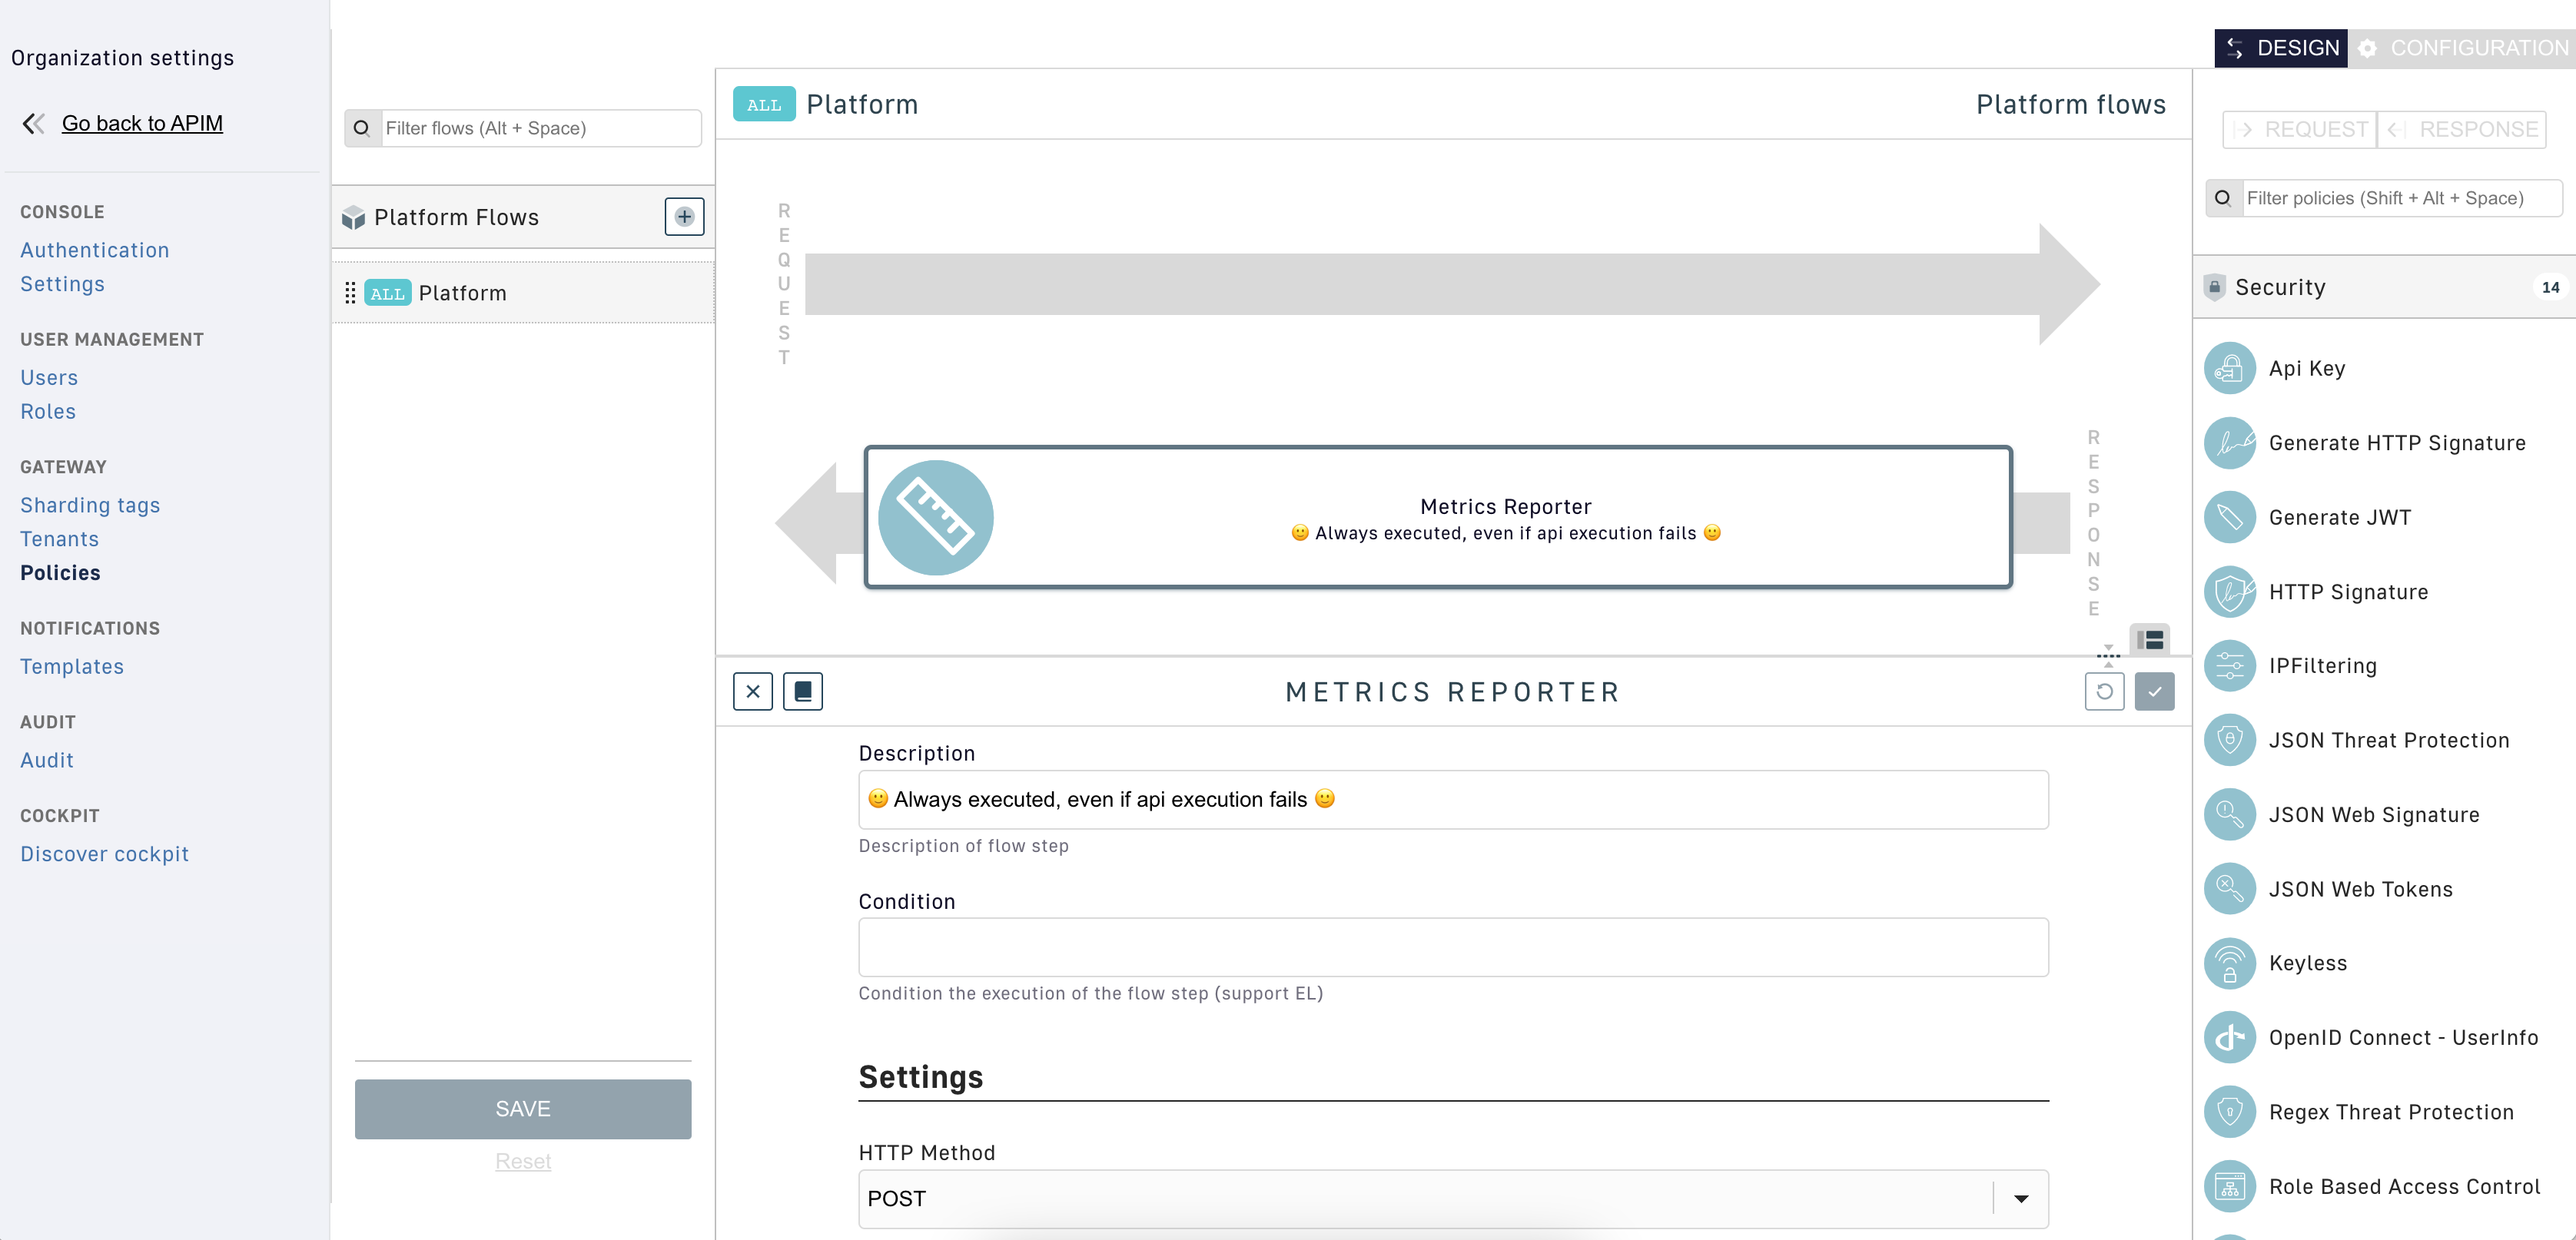 Organization settings
Go back to APIM
CONSOLE
Authentication
Settings
USER MANAGEMENT
Users
Roles
GATEWAY
Sharding tags
Tenants
Policies
NOTIFICATIONS
Templates
AUDIT
Audit
COCKPIT
Discover cockpit
Filter flows (Alt + Space)
Platform Flows
ALL Platform
SAVE
Reset
ALL Platform
Platform flows
REQUEST
Metrics Reporter
🙂 Always executed, even if api execution fails 🙂
RESPONSE
METRICS REPORTER
Description
🙂 Always executed, even if api execution fails 🙂
Description of flow step
Condition
Condition the execution of the flow step (support EL)
Settings
HTTP Method
POST
DESIGN CONFIGURATION
REQUEST RESPONSE
Filter policies (Shift + Alt + Space)
Security 14
Api Key
Generate HTTP Signature
Generate JWT
HTTP Signature
IPFiltering
JSON Threat Protection
JSON Web Signature
JSON Web Tokens
Keyless
OpenID Connect - UserInfo
Regex Threat Protection
Role Based Access Control